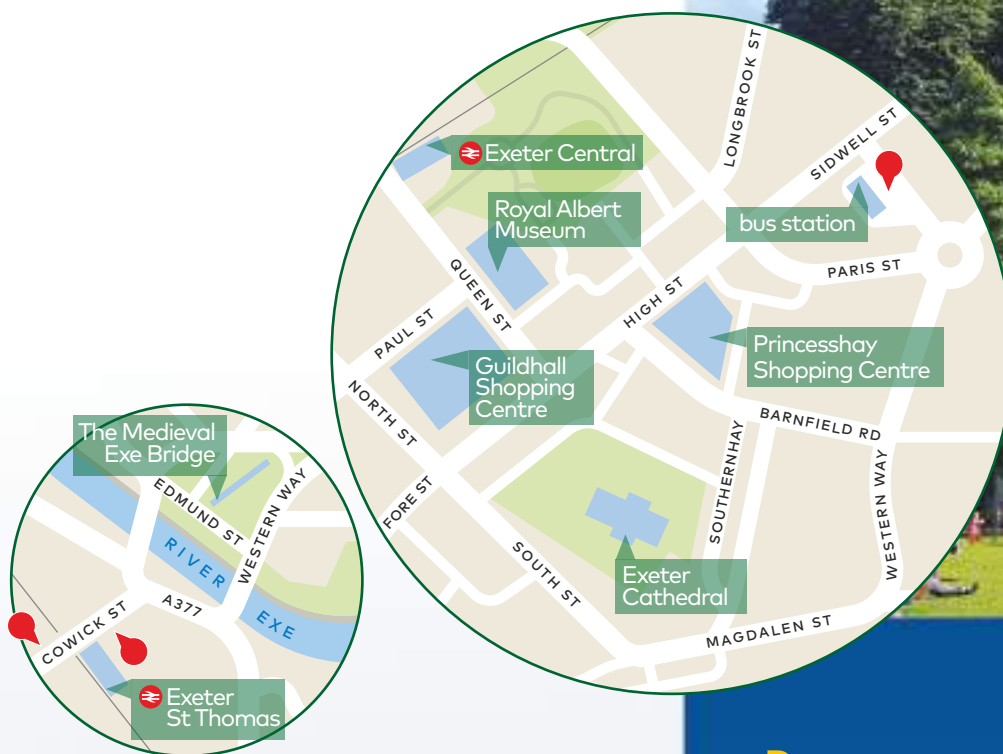 LONGBROOK ST
SIDWELL ST
Exeter Central
Royal Albert
Museum
bus station
PARIS ST
QUEEN ST
HIGH ST
PAUL ST
Princesshay
Shopping Centre
Guildhall
Shopping
Centre
NORTH ST
BARNFIELD RD
FORE ST
SOUTHERNHAY
WESTERN WAY
SOUTH ST
Exeter
Cathedral
MAGDALEN ST
The Medieval
Exe Bridge
EDMUND ST
WESTERN WAY
RIVER EXE
A377
COWICK ST
Exeter
St Thomas